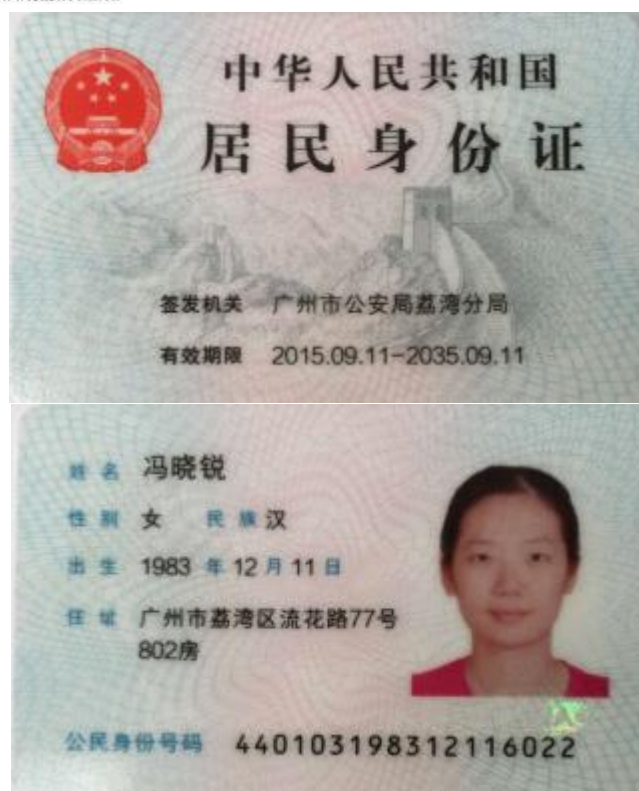 中华人民共和国
居民身份证
签发机关 广州市公安局荔湾分局
有效期限 2015.09.11-2035.09.11
姓名 冯晓锐
性别 女 民族 汉
出生 1983 年 12 月 11 日
住址 广州市荔湾区流花路77号
802房
公民身份号码 440103198312116022